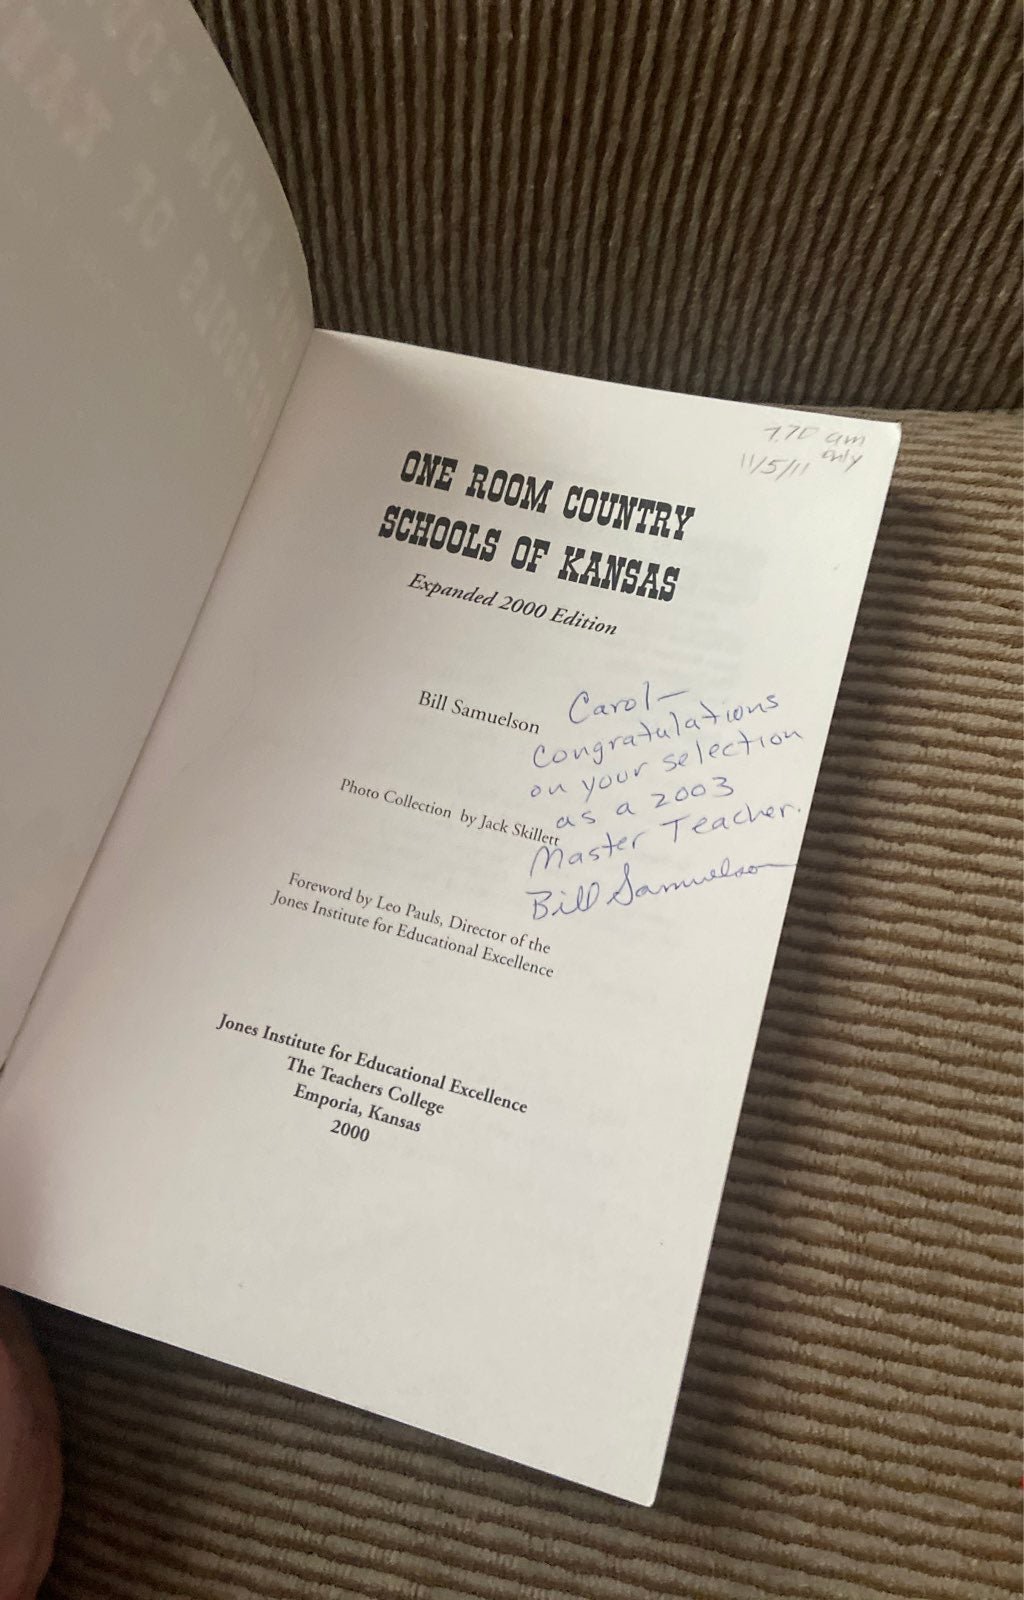 7.70 am
only
11/5/11
ONE ROOM COUNTRY
SCHOOLS OF KANSAS
Expanded 2000 Edition
Bill Samuelson
Carol—
Congratulations
on your selection
as a 2003
Master Teacher.
Bill Samuelson
Photo Collection by Jack Skillett
Foreword by Leo Pauls, Director of the
Jones Institute for Educational Excellence
Jones Institute for Educational Excellence
The Teachers College
Emporia, Kansas
2000